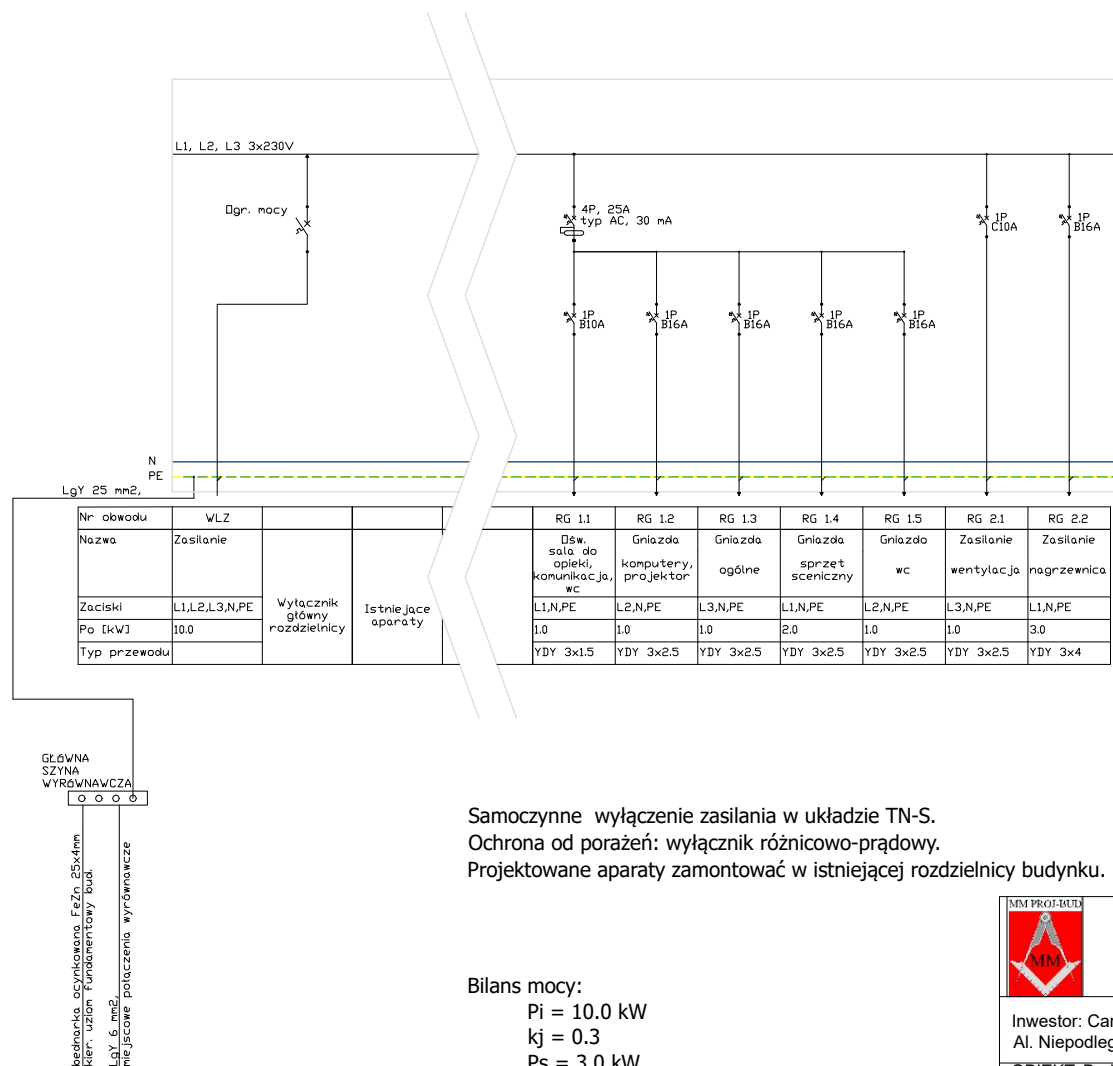 L1, L2, L3 3x230V
Ogr. mocy
4P, 25A
typ AC, 30 mA
1P
C10A
1P
B16A
1P
B10A
1P
B16A
1P
B16A
1P
B16A
1P
B16A
N
PE
LgY 25 mm2,
Nr obwodu WLZ RG 1.1 RG 1.2 RG 1.3 RG 1.4 RG 1.5 RG 2.1 RG 2.2
Nazwa Zasilanie
Wyłącznik
główny
rozdzielnicy
Istniejące
aparaty
Ośw.
sala do
opieki,
komunikacja,
wc
Gniazda
komputery,
projektor
Gniazda
ogólne
Gniazda
sprzęt
sceniczny
Gniazdo
wc
Zasilanie
wentylacja
Zasilanie
nagrzewnica
Zaciski L1,L2,L3,N,PE L1,N,PE L2,N,PE L3,N,PE L1,N,PE L2,N,PE L3,N,PE L1,N,PE
Po [kW] 10.0 1.0 1.0 1.0 2.0 1.0 1.0 3.0
Typ przewodu YDY 3x1.5 YDY 3x2.5 YDY 3x2.5 YDY 3x2.5 YDY 3x2.5 YDY 3x2.5 YDY 3x4
GŁÓWNA
SZYNA
WYRÓWNAWCZA
bednarka ocynkowana FeZn 25x4mm
kier. uziom fundamentowy bud.
LgY 6 mm2,
miejscowe połączenia wyrównawcze
Samoczynne wyłączenie zasilania w układzie TN-S.
Ochrona od porażeń: wyłącznik różnicowo-prądowy.
Projektowane aparaty zamontować w istniejącej rozdzielnicy budynku.
Bilans mocy:
Pi = 10.0 kW
kj = 0.3
Ps = 3.0 kW
MM PROJ-BUD
MM
Inwestor: Car
Al. Niepodleg